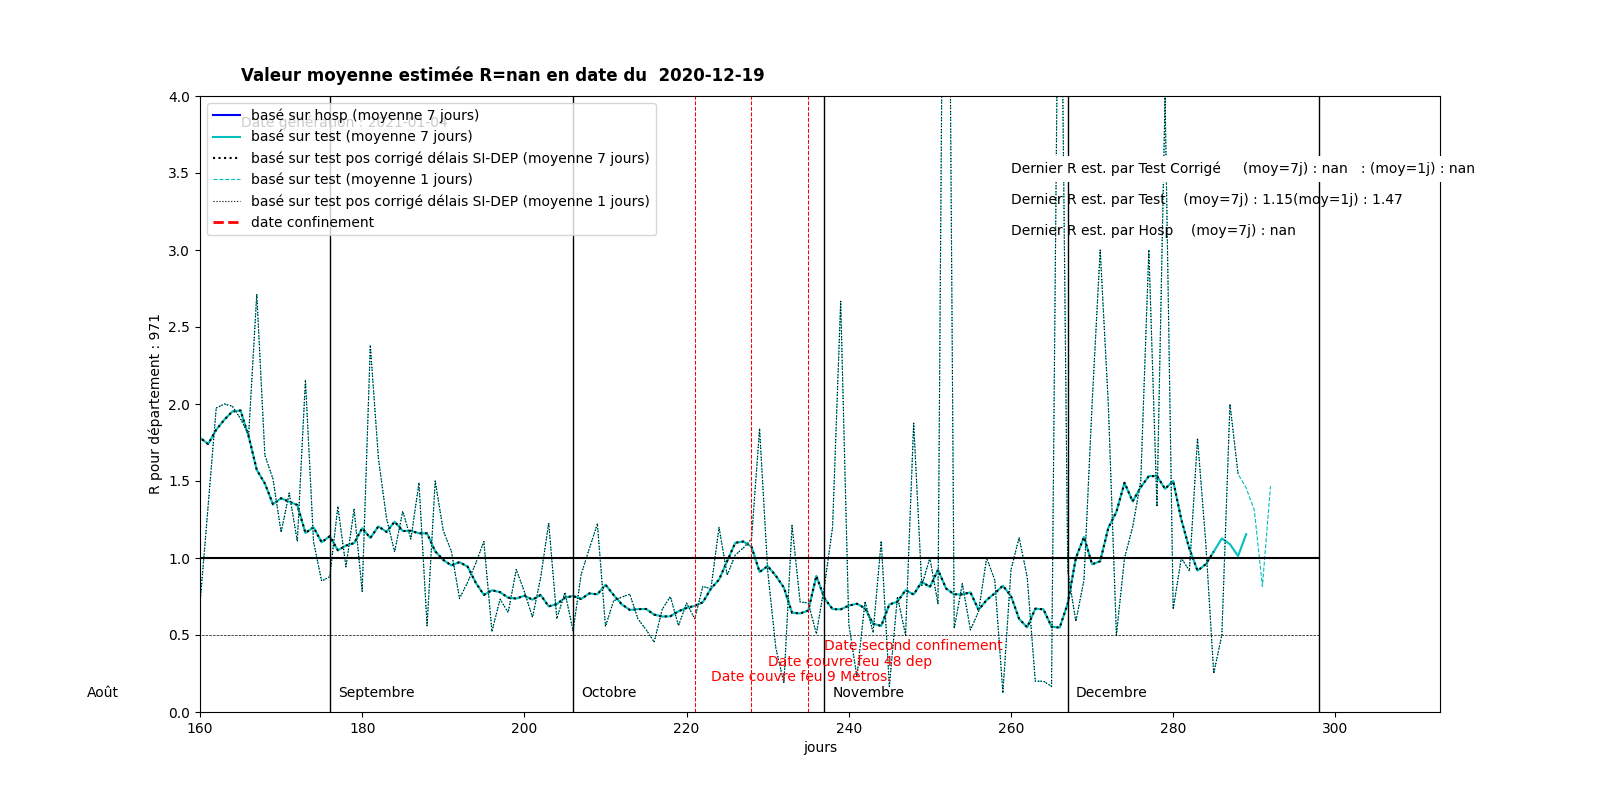 Valeur moyenne estimée R=nan en date du  2020-12-19
Date génération : 2021-01-04
basé sur hosp (moyenne 7 jours)
basé sur test (moyenne 7 jours)
basé sur test pos corrigé délais SI-DEP (moyenne 7 jours)
basé sur test (moyenne 1 jours)
basé sur test pos corrigé délais SI-DEP (moyenne 1 jours)
date confinement
Dernier R est. par Test Corrigé     (moy=7j) : nan   : (moy=1j) : nan
Dernier R est. par Test    (moy=7j) : 1.15(moy=1j) : 1.47
Dernier R est. par Hosp    (moy=7j) : nan
4.0
3.5
3.0
2.5
2.0
1.5
1.0
0.5
0.0
R pour département : 971
Date second confinement
Date couvre feu 48 dep
Date couvre feu 9 Métros
Août
Septembre
Octobre
Novembre
Decembre
160
180
200
220
240
260
280
300
jours